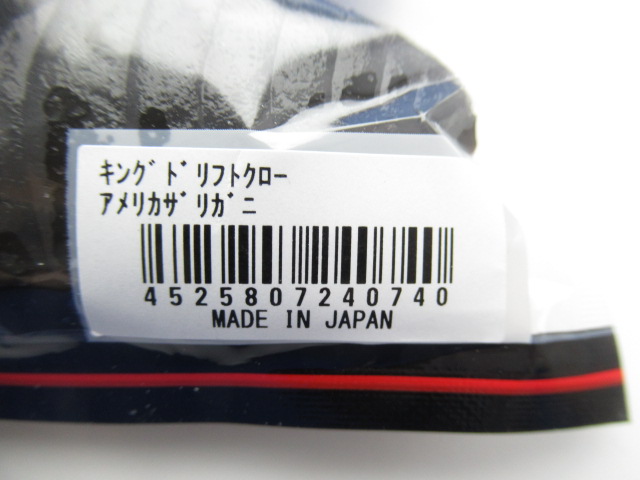 ｷﾝｸﾞﾄﾞﾘﾌﾄｸﾛｰ
ｱﾒﾘｶｻﾞﾘｶﾞﾆ
4525807240740
MADE IN JAPAN